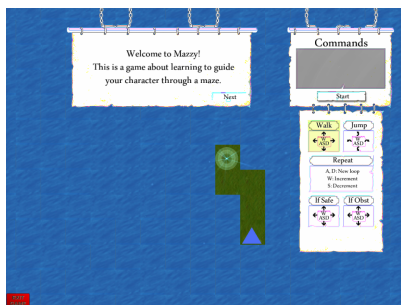 Welcome to Mazzy!
This is a game about learning to guide
your character through a maze.
Next
Commands
Start
Walk
Jump
W
ASD
W
ASD
Repeat
A, D: New loop
W: Increment
S: Decrement
If Safe
If Obst
W
ASD
W
ASD